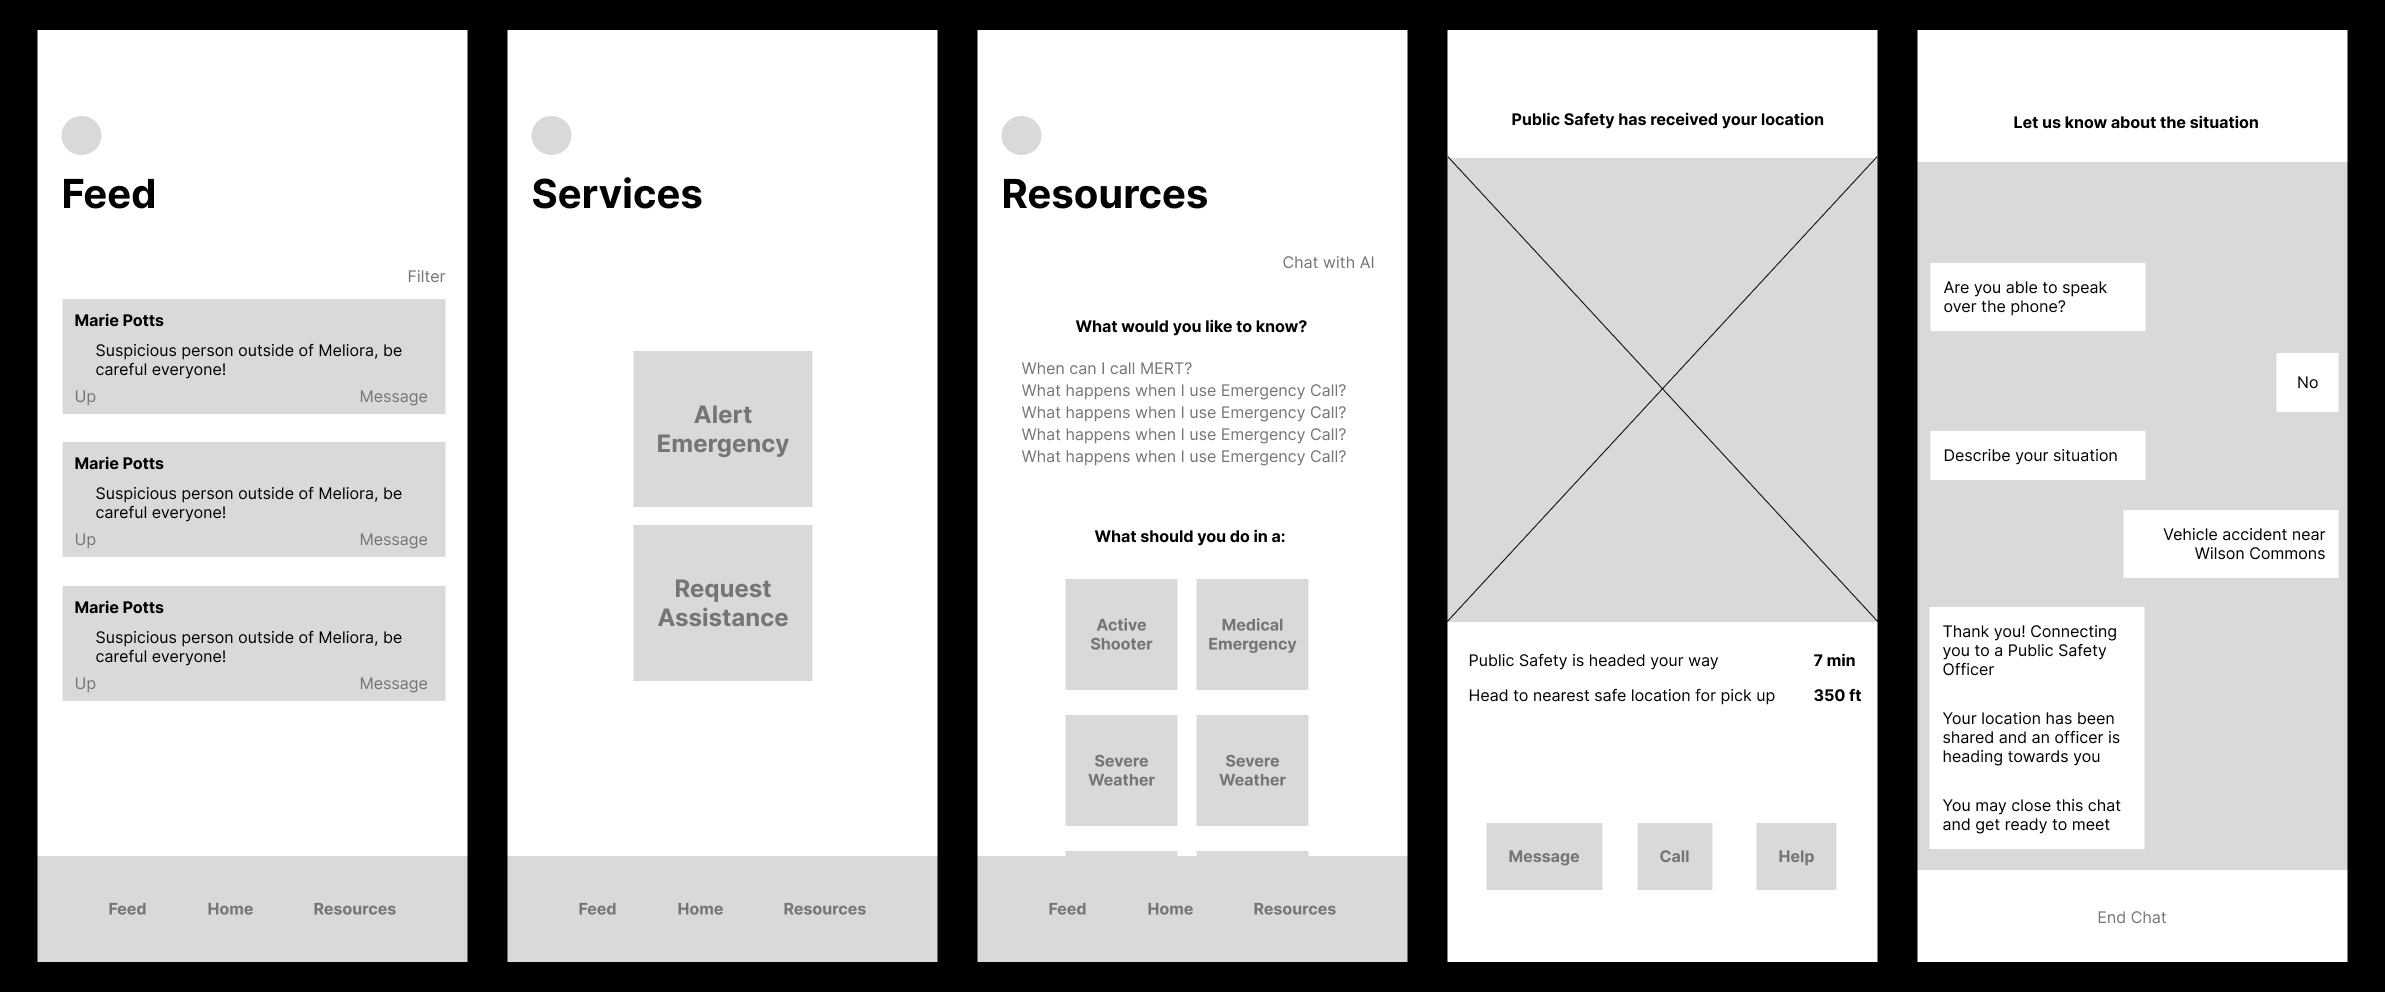 Feed
Filter
Marie Potts
Suspicious person outside of Meliora, be
careful everyone!
Up
Message
Marie Potts
Suspicious person outside of Meliora, be
careful everyone!
Up
Message
Marie Potts
Suspicious person outside of Meliora, be
careful everyone!
Up
Message
Feed
Home
Resources
Services
Alert
Emergency
Request
Assistance
Feed
Home
Resources
Resources
Chat with AI
What would you like to know?
When can I call MERT?
What happens when I use Emergency Call?
What happens when I use Emergency Call?
What happens when I use Emergency Call?
What happens when I use Emergency Call?
What should you do in a:
Active
Shooter
Medical
Emergency
Severe
Weather
Severe
Weather
Feed
Home
Resources
Public Safety has received your location
Public Safety is headed your way
7 min
Head to nearest safe location for pick up
350 ft
Message
Call
Help
Let us know about the situation
Are you able to speak
over the phone?
No
Describe your situation
Vehicle accident near
Wilson Commons
Thank you! Connecting
you to a Public Safety
Officer
Your location has been
shared and an officer is
heading towards you
You may close this chat
and get ready to meet
End Chat